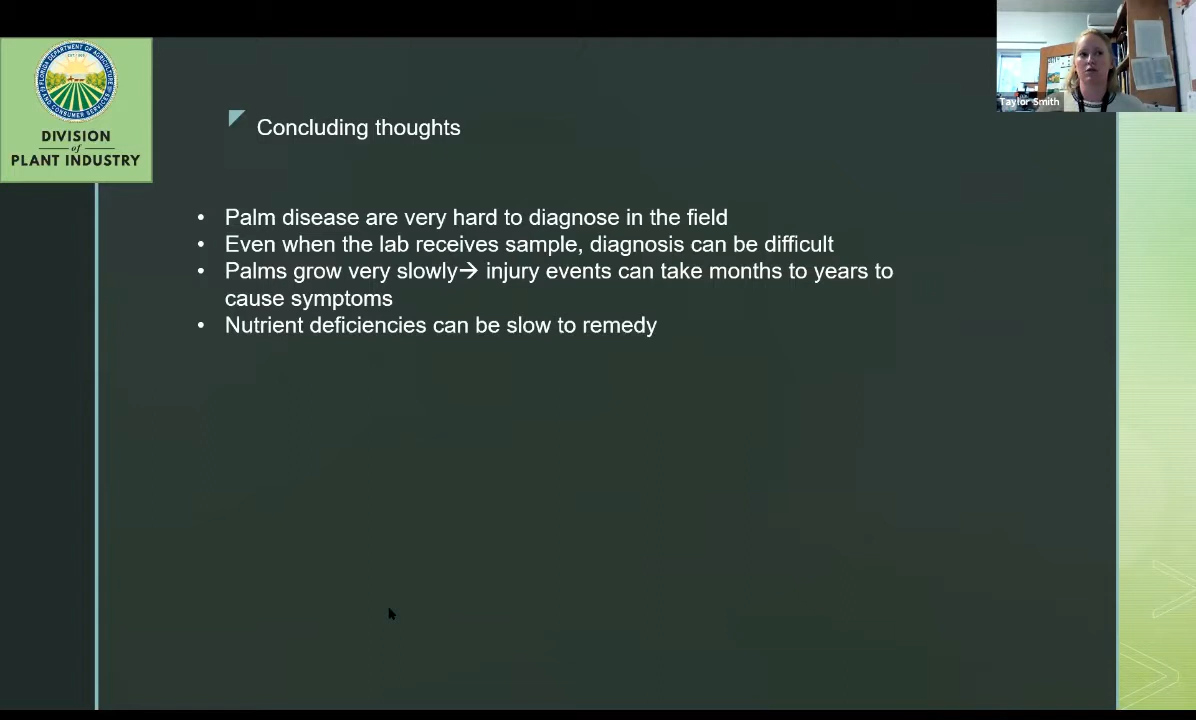 DIVISION
of
PLANT INDUSTRY
Taylor Smith
Concluding thoughts
• Palm disease are very hard to diagnose in the field
• Even when the lab receives sample, diagnosis can be difficult
• Palms grow very slowly→ injury events can take months to years to
cause symptoms
• Nutrient deficiencies can be slow to remedy